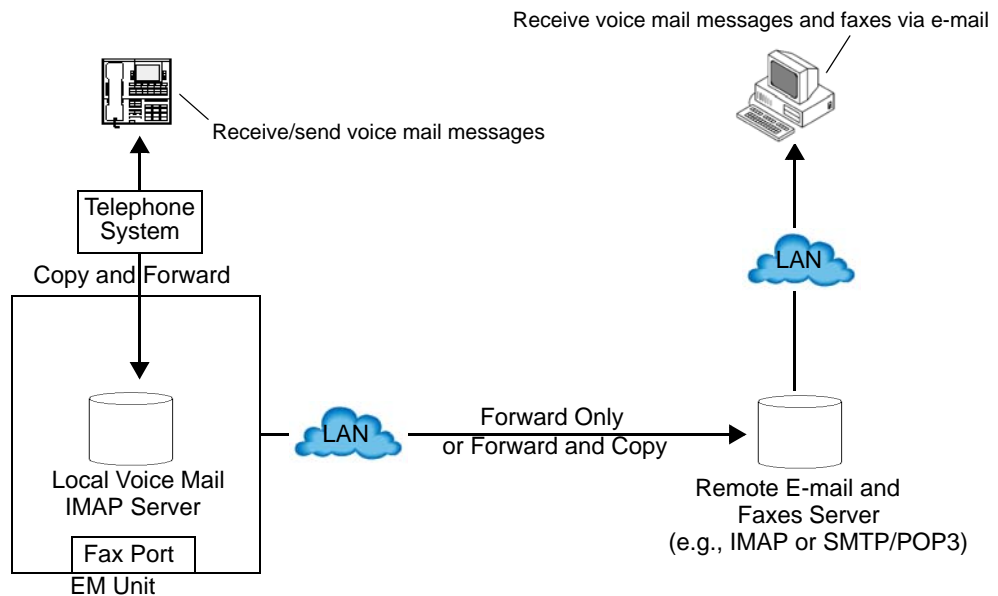 Receive voice mail messages and faxes via e-mail
Receive/send voice mail messages
Telephone
System
Copy and Forward
LAN
Local Voice Mail
IMAP Server
Fax Port
EM Unit
LAN
Forward Only
or Forward and Copy
Remote E-mail and
Faxes Server
(e.g., IMAP or SMTP/POP3)